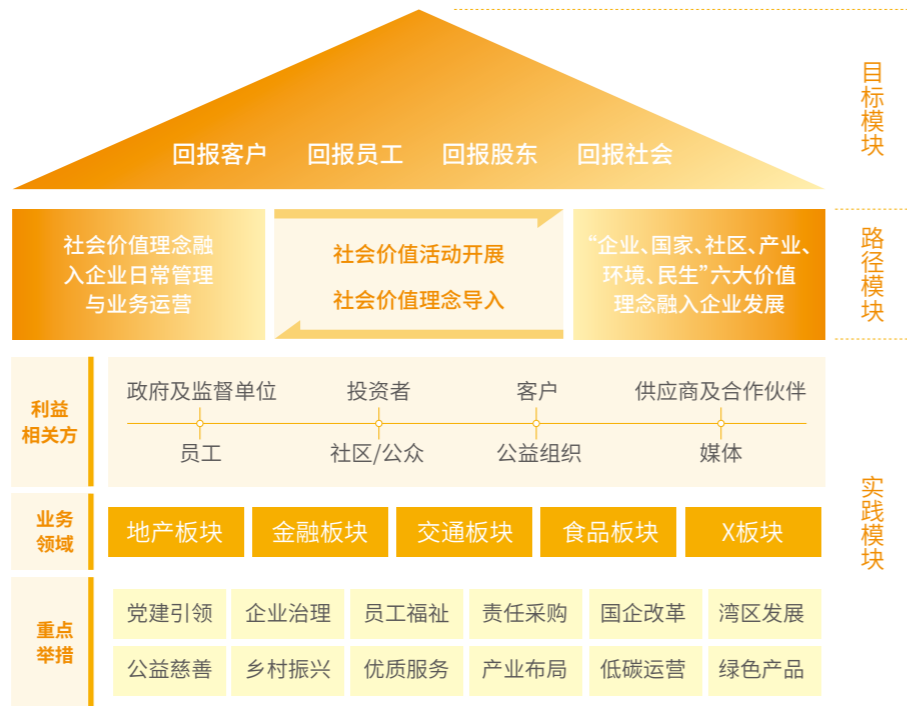 回报客户 回报员工 回报股东 回报社会
目标模块
社会价值理念融
入企业日常管理
与业务运营
社会价值活动开展
社会价值理念导入
“企业、国家、社区、产业、
环境、民生”六大价值
理念融入企业发展
路径模块
利益
相关方
政府及监督单位 投资者 客户 供应商及合作伙伴
员工 社区/公众 公益组织 媒体
业务
领域
地产板块 金融板块 交通板块 食品板块 X板块
重点
举措
党建引领 企业治理 员工福祉 责任采购 国企改革 湾区发展
公益慈善 乡村振兴 优质服务 产业布局 低碳运营 绿色产品
实践模块